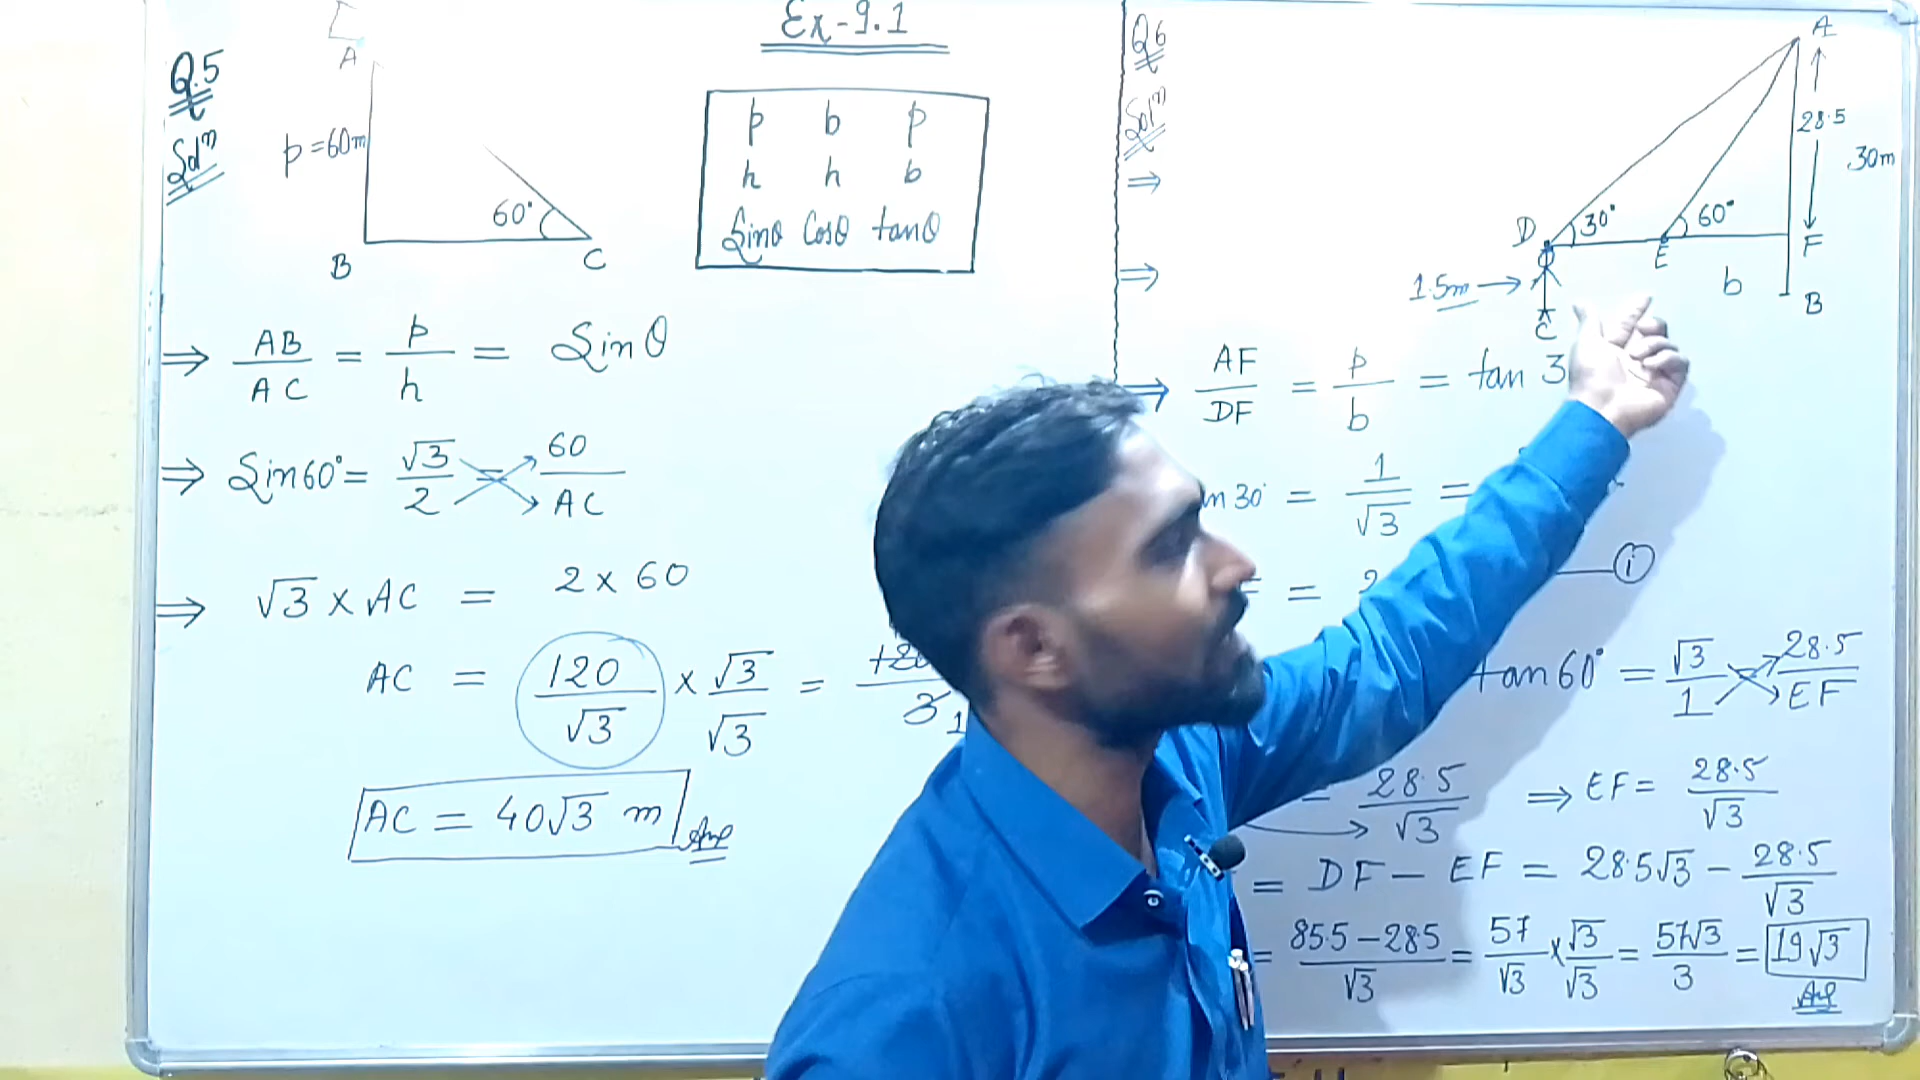 Ex-9.1
Q.5
Solⁿ
A
p=60m
60°
B
C
p b p
h h b
Sinθ Cosθ tanθ
⇒ AB/AC = p/h = Sinθ
⇒ Sin60° = √3/2 = 60/AC
⇒ √3 × AC = 2 × 60
AC = 120/√3 × √3/√3 =
AC = 40√3 m Ans
Q6
Solⁿ
⇒
⇒
A
28.5
30m
D
30°
E
60°
F
1.5m →
b
B
C
⇒ AF/DF = p/b = tan 3
n 30° = 1/√3 =
= 2 (i)
tan60° = √3/1 = 28.5/EF
= 28.5/√3 ⇒ EF = 28.5/√3
= DF - EF = 28.5√3 - 28.5/√3
= 85.5-28.5/√3 = 57/√3 × √3/√3 = 57√3/3 = 19√3
Ans